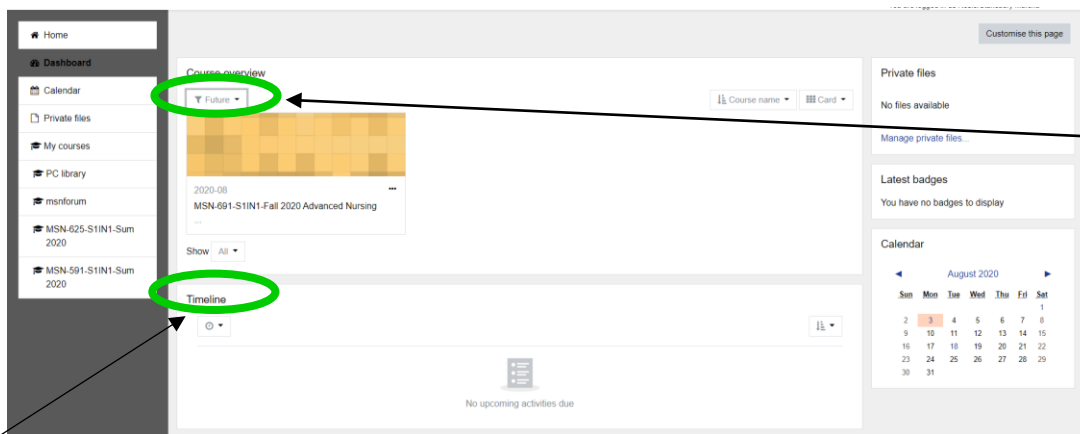 Customise this page
Home
Dashboard
Calendar
Private files
My courses
PC library
msnforum
MSN-625-S1IN1-Sum
2020
MSN-591-S1IN1-Sum
2020
Course overview
Future
Course name
Card
2020-08
...
MSN-691-S1IN1-Fall 2020 Advanced Nursing
...
Show All
Timeline
No upcoming activities due
Private files
No files available
Manage private files...
Latest badges
You have no badges to display
Calendar
August 2020
Sun Mon Tue Wed Thu Fri Sat
1
2 3 4 5 6 7 8
9 10 11 12 13 14 15
16 17 18 19 20 21 22
23 24 25 26 27 28 29
30 31